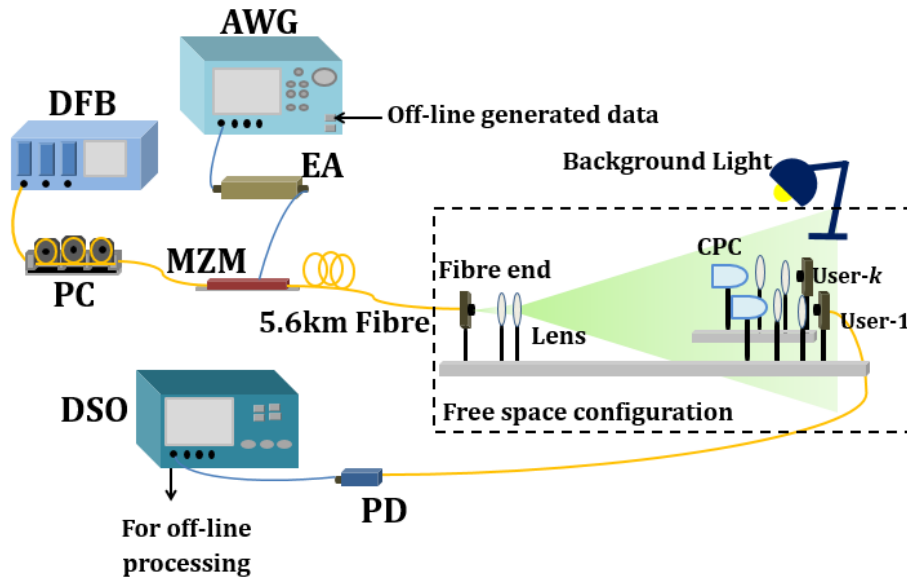 AWG
DFB
Off-line generated data
EA
Background Light
MZM
PC
Fibre end
CPC
User-k
User-1
5.6km Fibre
Lens
DSO
Free space configuration
PD
For off-line
processing